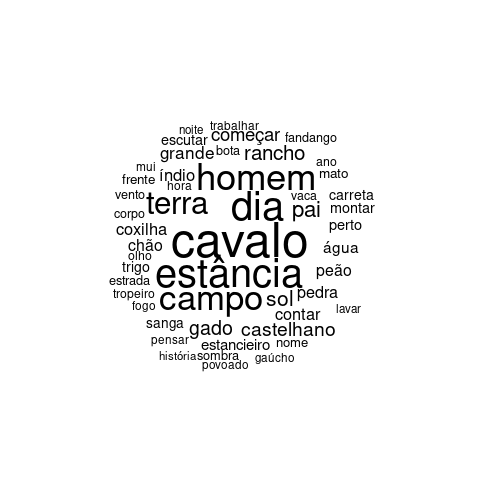 noite trabalhar
escutar começar fandango
grande bota rancho
mui índio homem ano mato
frente hora
vento terra dia vaca carreta
corpo pai montar
coxilha cavalo perto
chão água
olho
trigo estância peão
estrada
tropeiro campo sol pedra
fogo contar lavar
sanga gado castelhano
pensar estancieiro nome
história sombra gaúcho
povoado